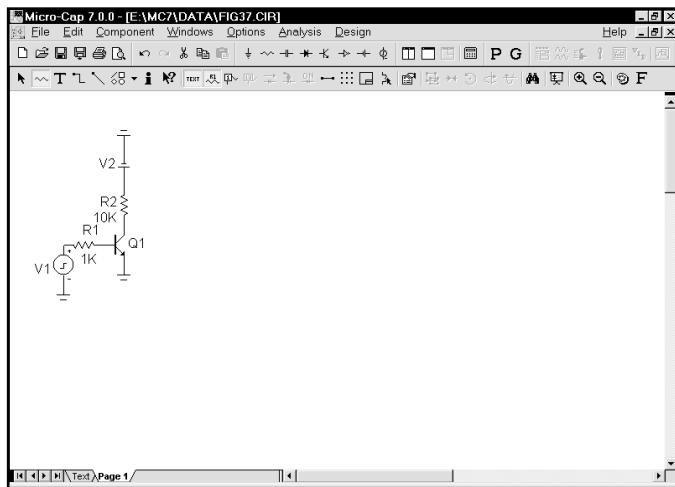 Micro-Cap 7.0.0 - [E:\MC7\DATA\FIG37.CIR]
File Edit Component Windows Options Analysis Design Help
P G
T i TEXT F
V2
R2
10K
R1
Q1
1K
V1
+
-
Text Page 1